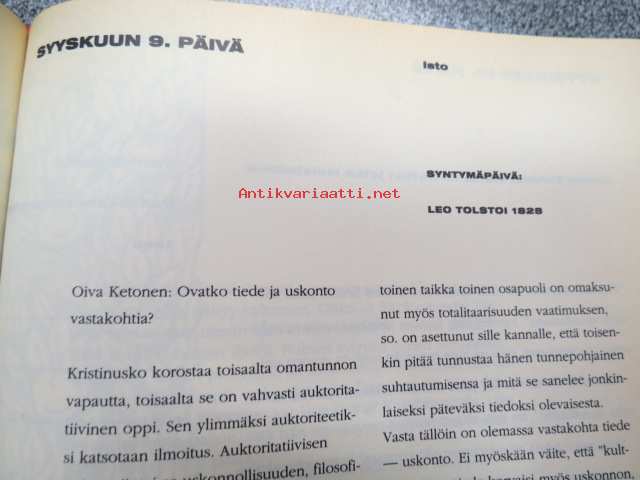 SYYSKUUN 9. PÄIVÄ
Isto
SYNTYMÄPÄIVÄ:
Antikvariaatti.net
LEO TOLSTOI 1828
Oiva Ketonen: Ovatko tiede ja uskonto
vastakohtia?
Kristinusko korostaa toisaalta omantunnon
vapautta, toisaalta se on vahvasti auktorita-
tiivinen oppi. Sen ylimmäksi auktoriteetik-
si katsotaan ilmoitus. Auktoritatiivisen
uskonnollisuuden, filosofi-
toinen taikka toinen osapuoli on omaksu-
nut myös totalitaarisuuden vaatimuksen,
so. on asettunut sille kannalle, että toisen-
kin pitää tunnustaa hänen tunnepohjainen
suhtautumisensa ja mitä se sanelee jonkin-
laiseksi päteväksi tiedoksi olevaisesta.
Vasta tällöin on olemassa vastakohta tiede
— uskonto. Ei myöskään väite, että "kult-
myös uskonnon,